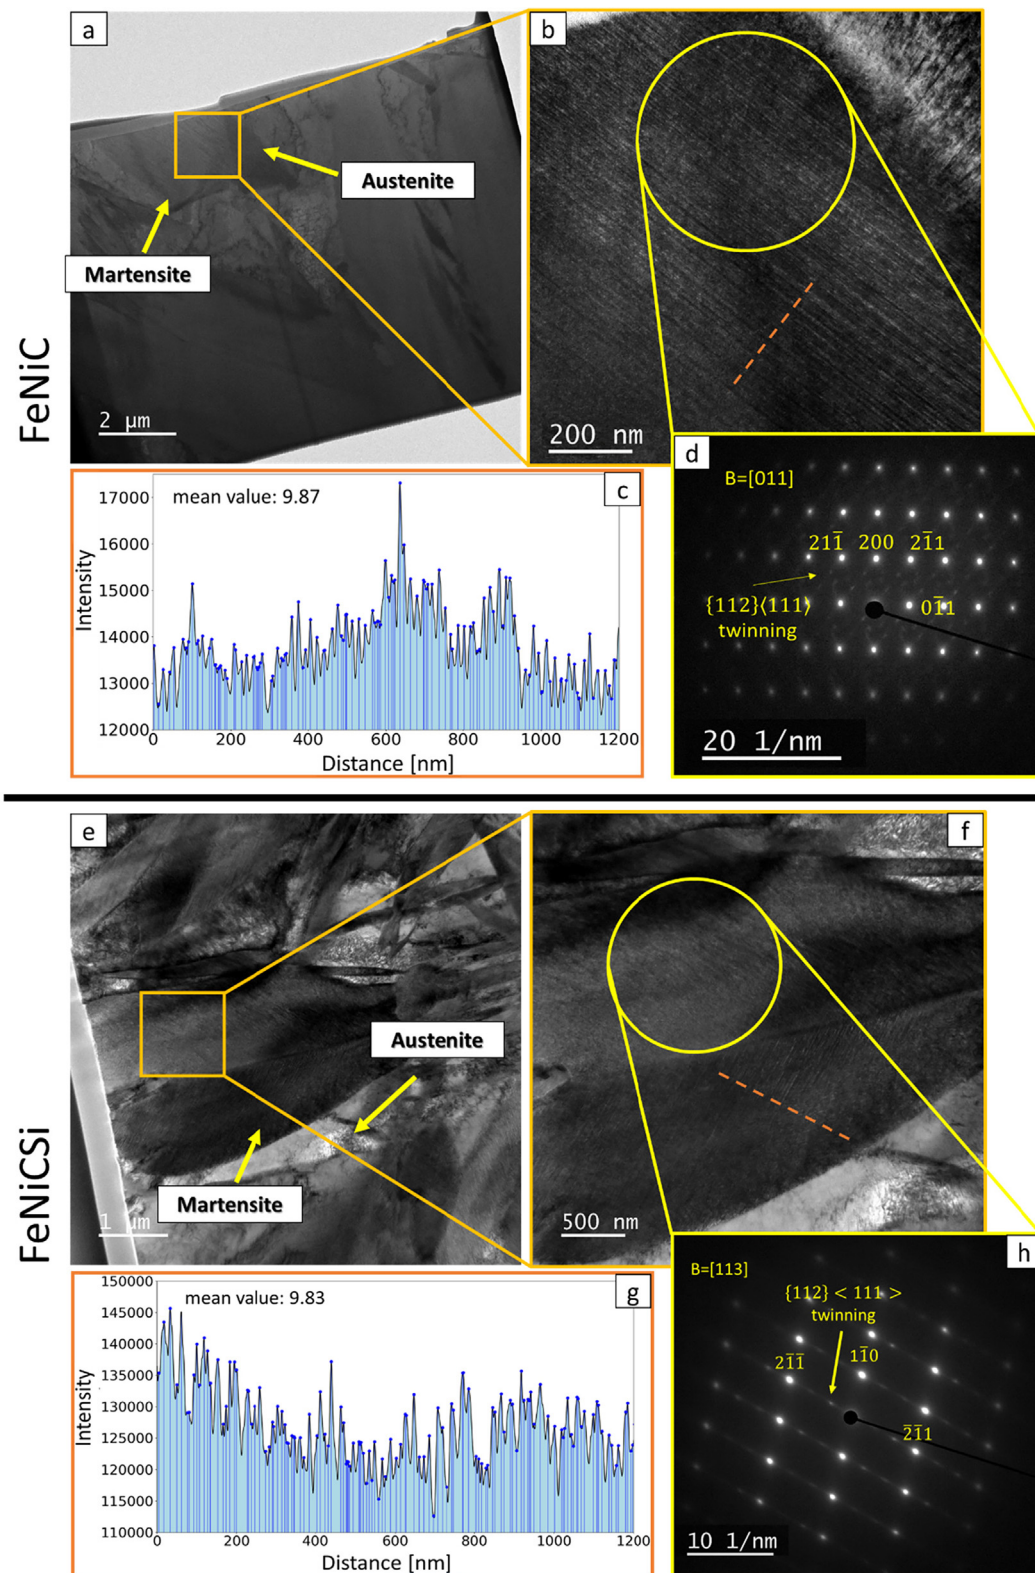 FeNiC
a
Austenite
Martensite
2 μm
b
200 nm
c
mean value: 9.87
Intensity
17000
16000
15000
14000
13000
12000
0 200 400 600 800 1000 1200
Distance [nm]
d
B=[011]
211̅ 200 21̅1
01̅1
{112}⟨111⟩
twinning
20 1/nm
FeNiCSi
e
Austenite
Martensite
1 μm
f
500 nm
g
mean value: 9.83
Intensity
150000
145000
140000
135000
130000
125000
120000
115000
110000
0 200 400 600 800 1000 1200
Distance [nm]
h
B=[113]
{112} < 111 >
twinning
21̅1̅ 11̅0
2̅1̅1
10 1/nm